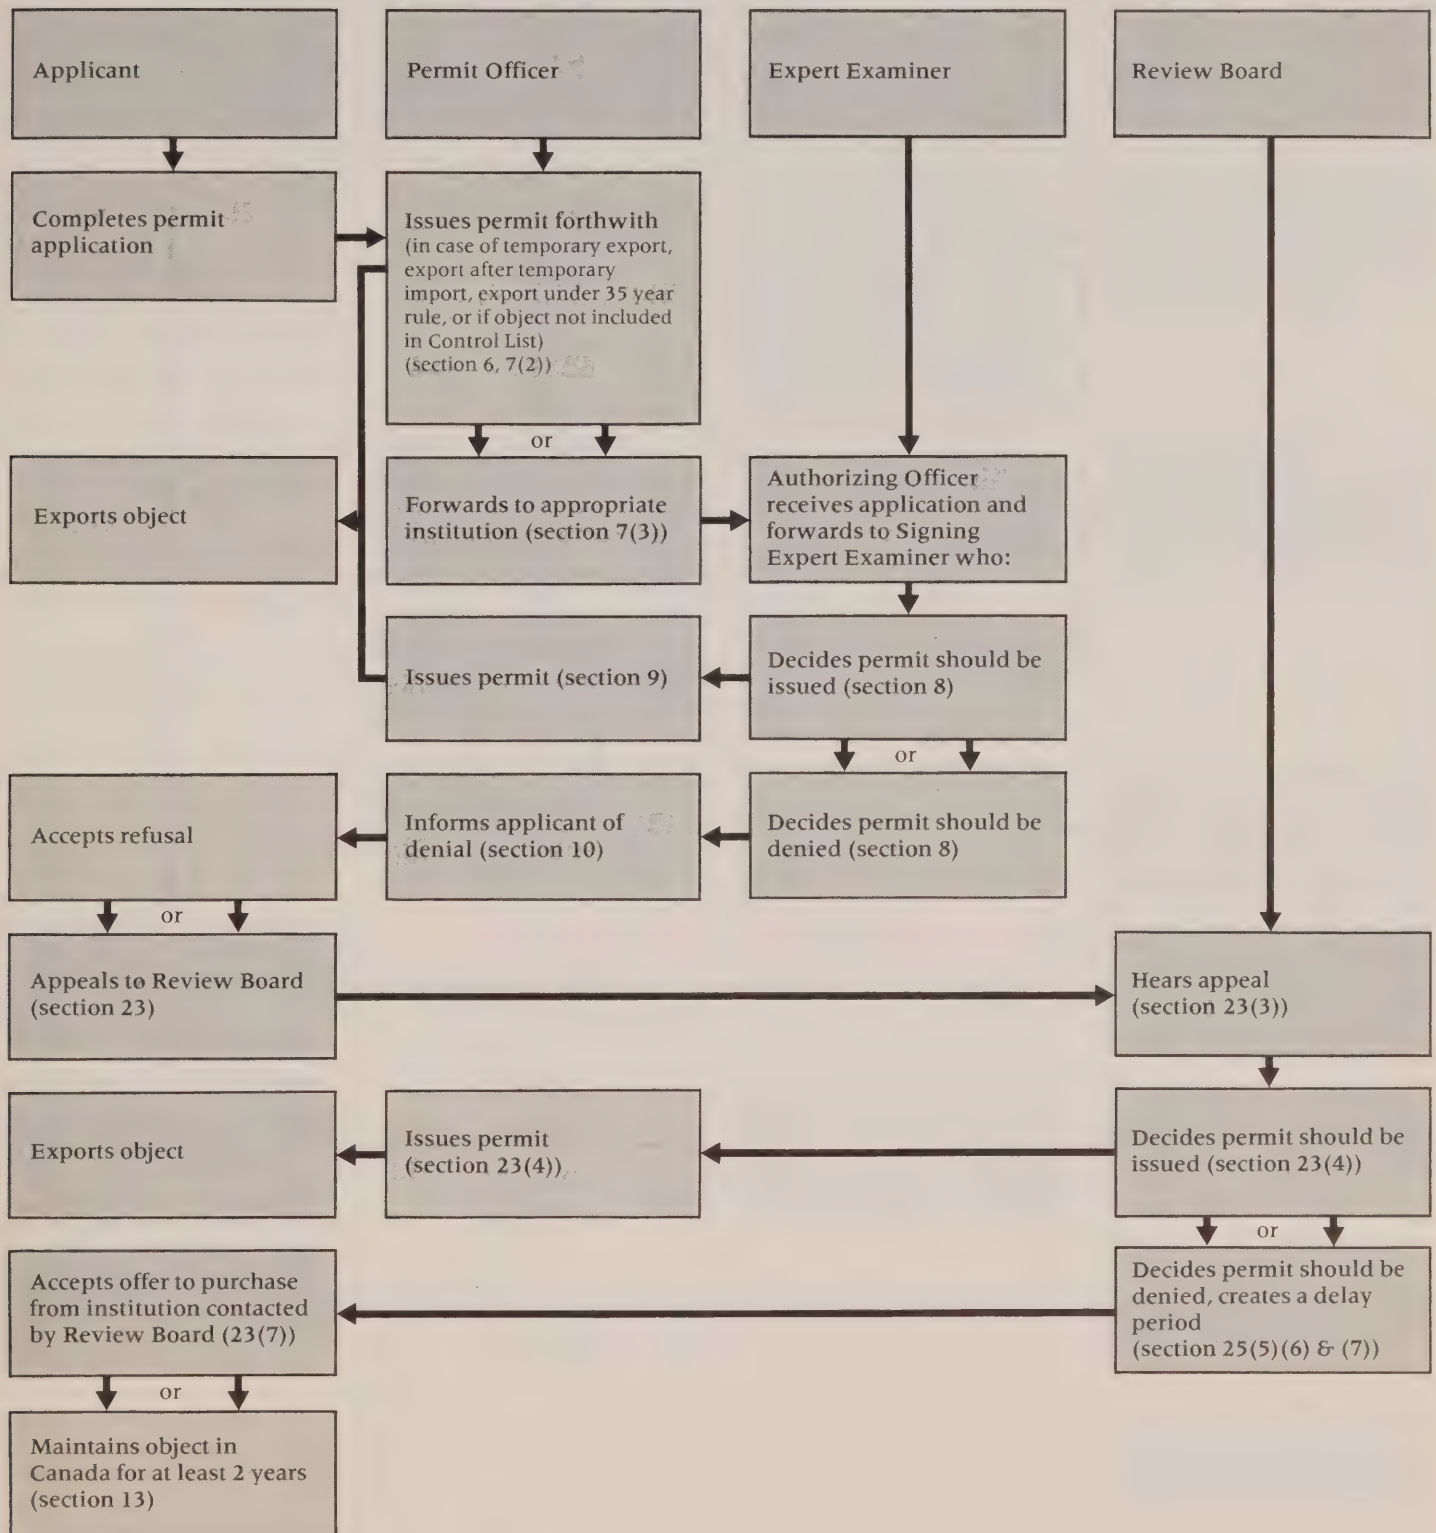 Applicant
Permit Officer
Expert Examiner
Review Board
Completes permit
application
Issues permit forthwith
(in case of temporary export,
export after temporary
import, export under 35 year
rule, or if object not included
in Control List)
(section 6, 7(2))
or
Exports object
Forwards to appropriate
institution (section 7(3))
Authorizing Officer
receives application and
forwards to Signing
Expert Examiner who:
Issues permit (section 9)
Decides permit should be
issued (section 8)
or
Accepts refusal
Informs applicant of
denial (section 10)
Decides permit should be
denied (section 8)
or
Appeals to Review Board
(section 23)
Hears appeal
(section 23(3))
Exports object
Issues permit
(section 23(4))
Decides permit should be
issued (section 23(4))
or
Accepts offer to purchase
from institution contacted
by Review Board (23(7))
Decides permit should be
denied, creates a delay
period
(section 25(5)(6) & (7))
or
Maintains object in
Canada for at least 2 years
(section 13)